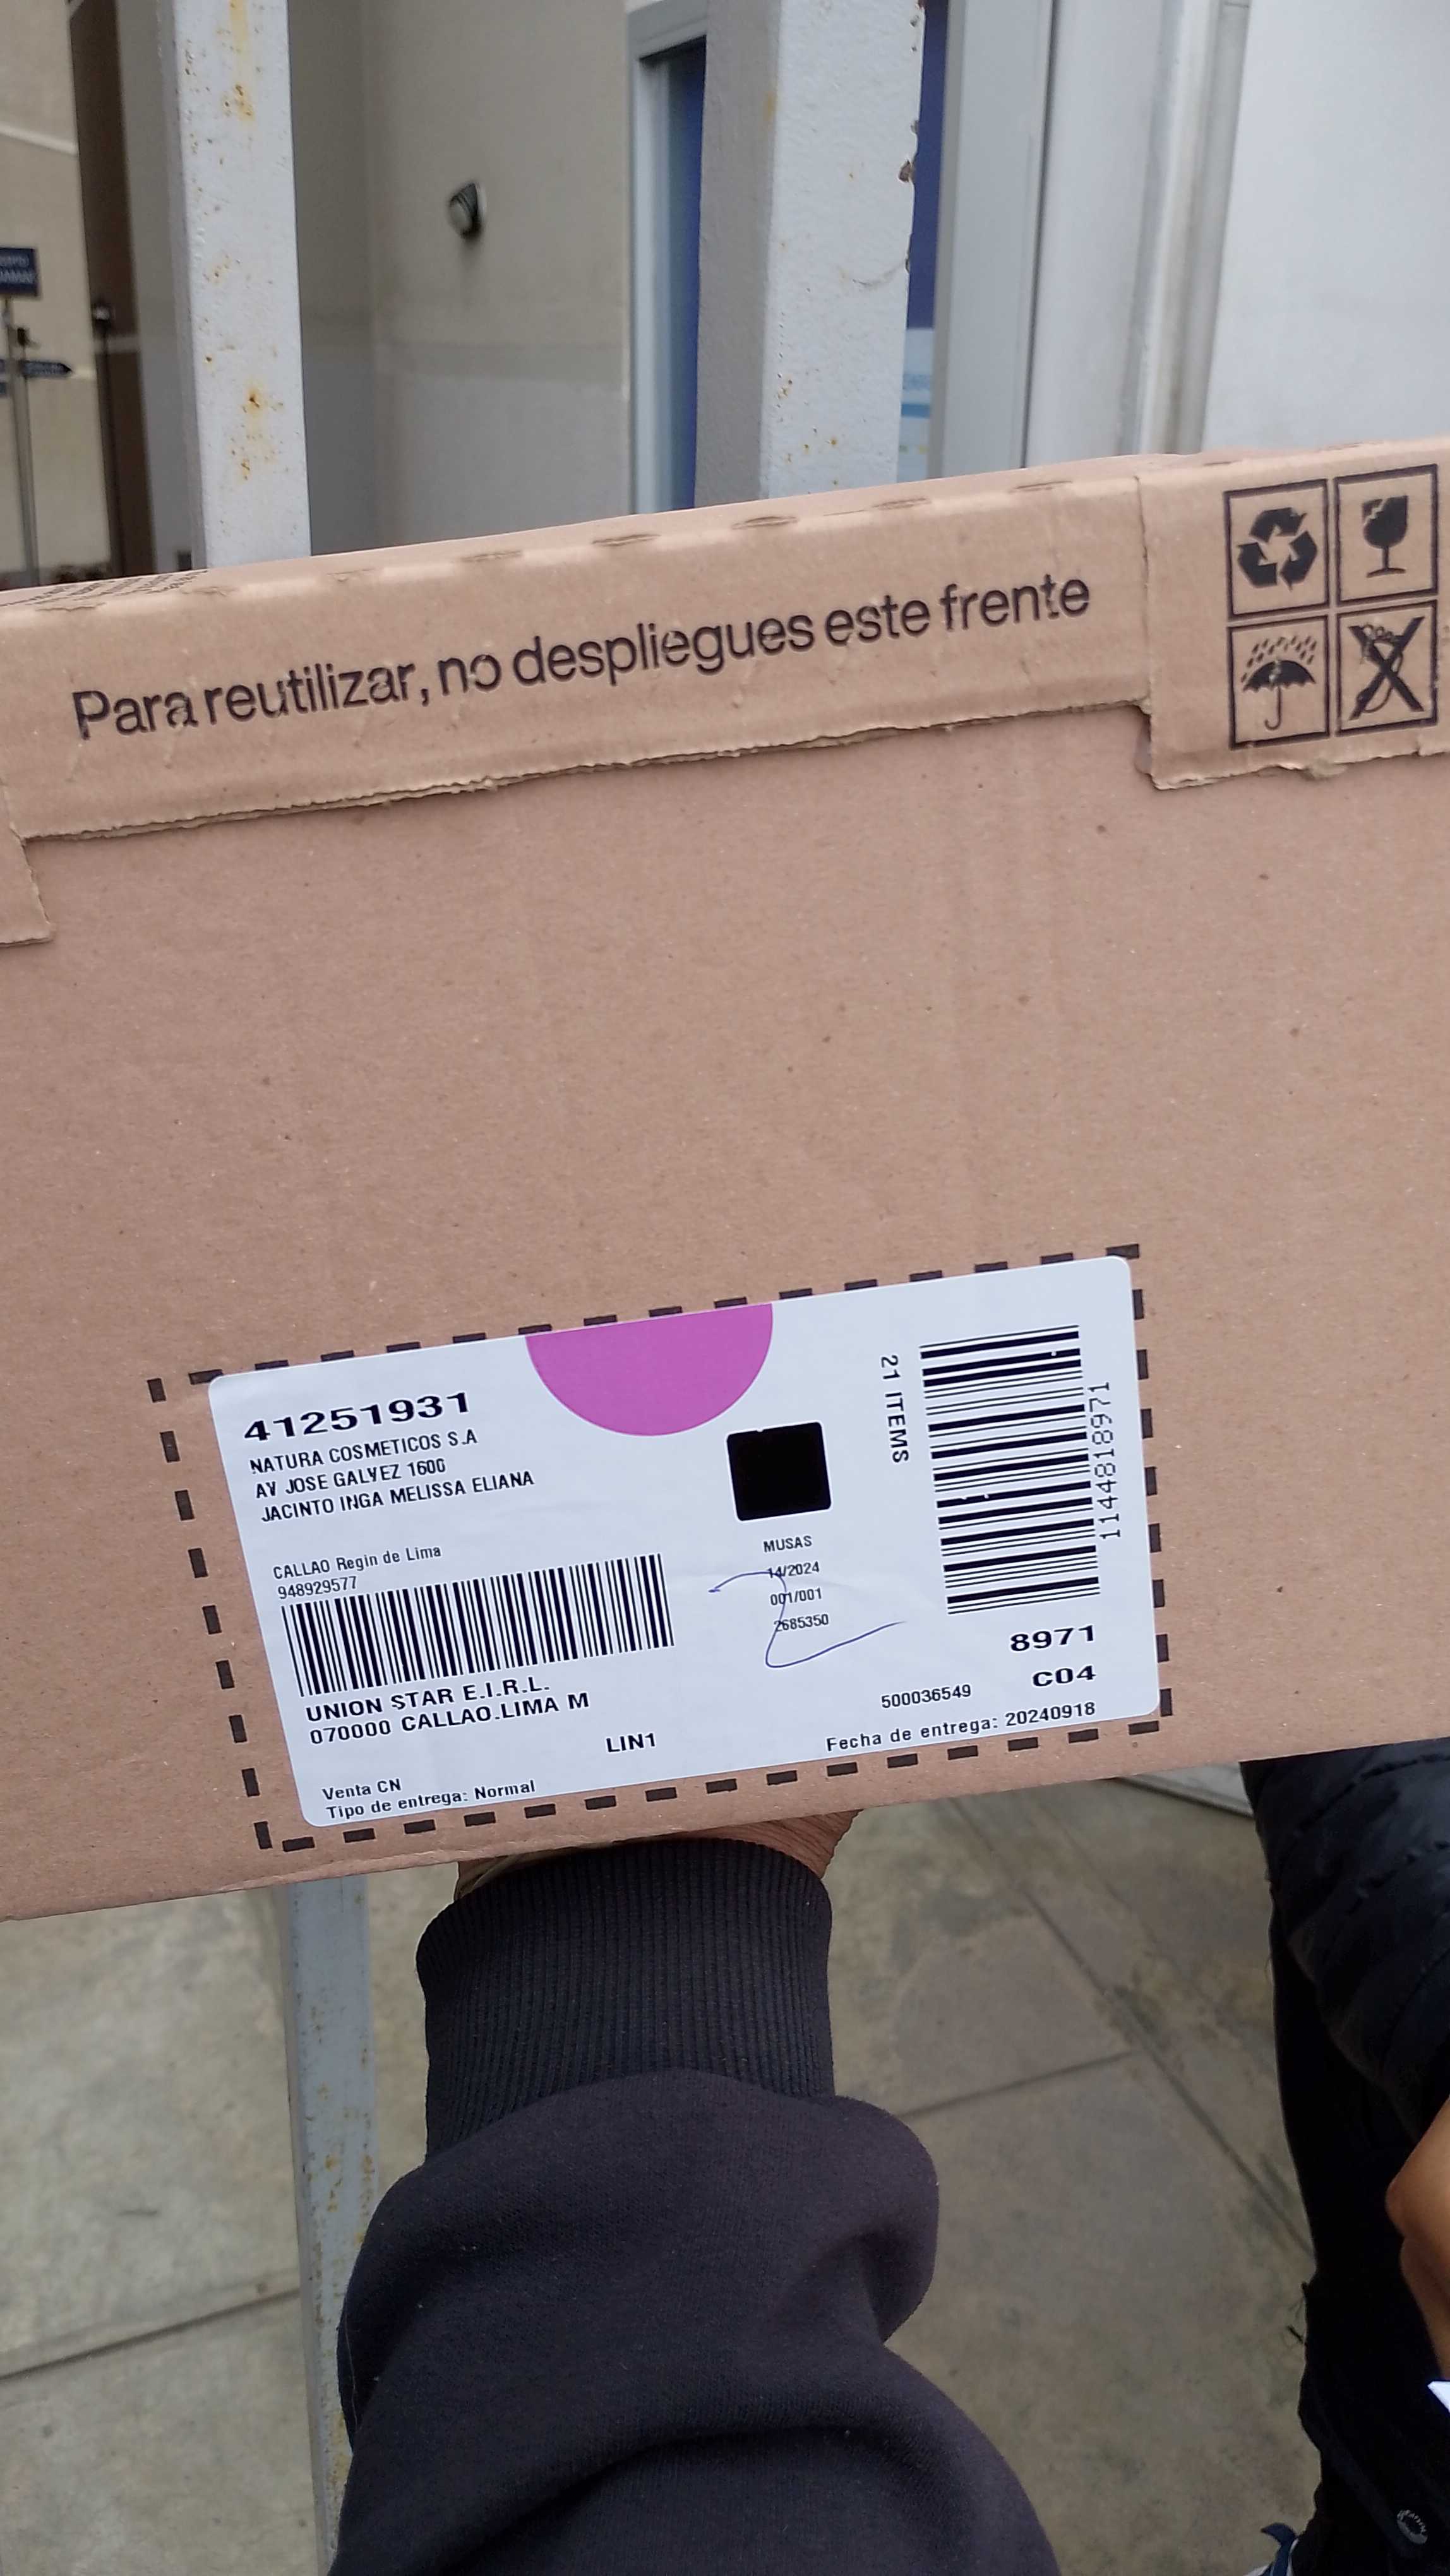 Para reutilizar, no despliegues este frente
41251931
NATURA COSMETICOS S.A
AV JOSE GALVEZ 1600
JACINTO INGA MELISSA ELIANA
CALLAO Regin de Lima
948929577
UNION STAR E.I.R.L.
070000 CALLAO.LIMA M
LIN1
Venta CN
Tipo de entrega: Normal
MUSAS
14/2024
001/001
2685350
21 ITEMS
1144818971
8971
C04
500036549
Fecha de entrega: 20240918